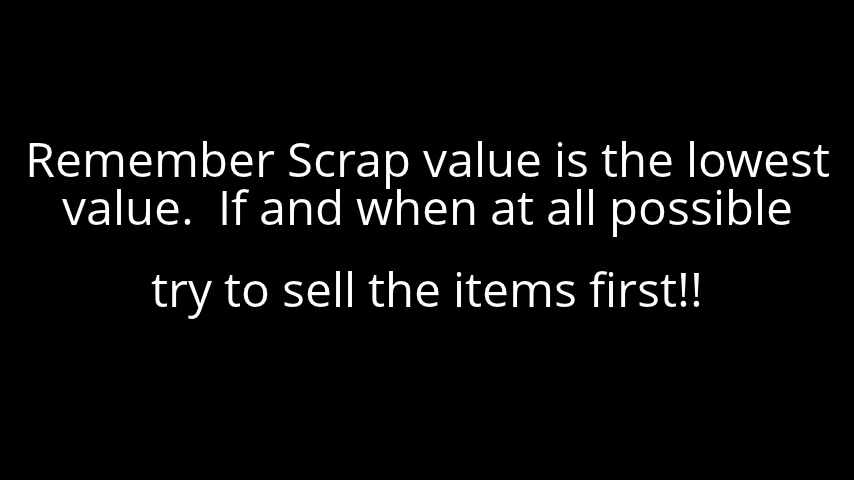 Remember Scrap value is the lowest
value.  If and when at all possible
try to sell the items first!!